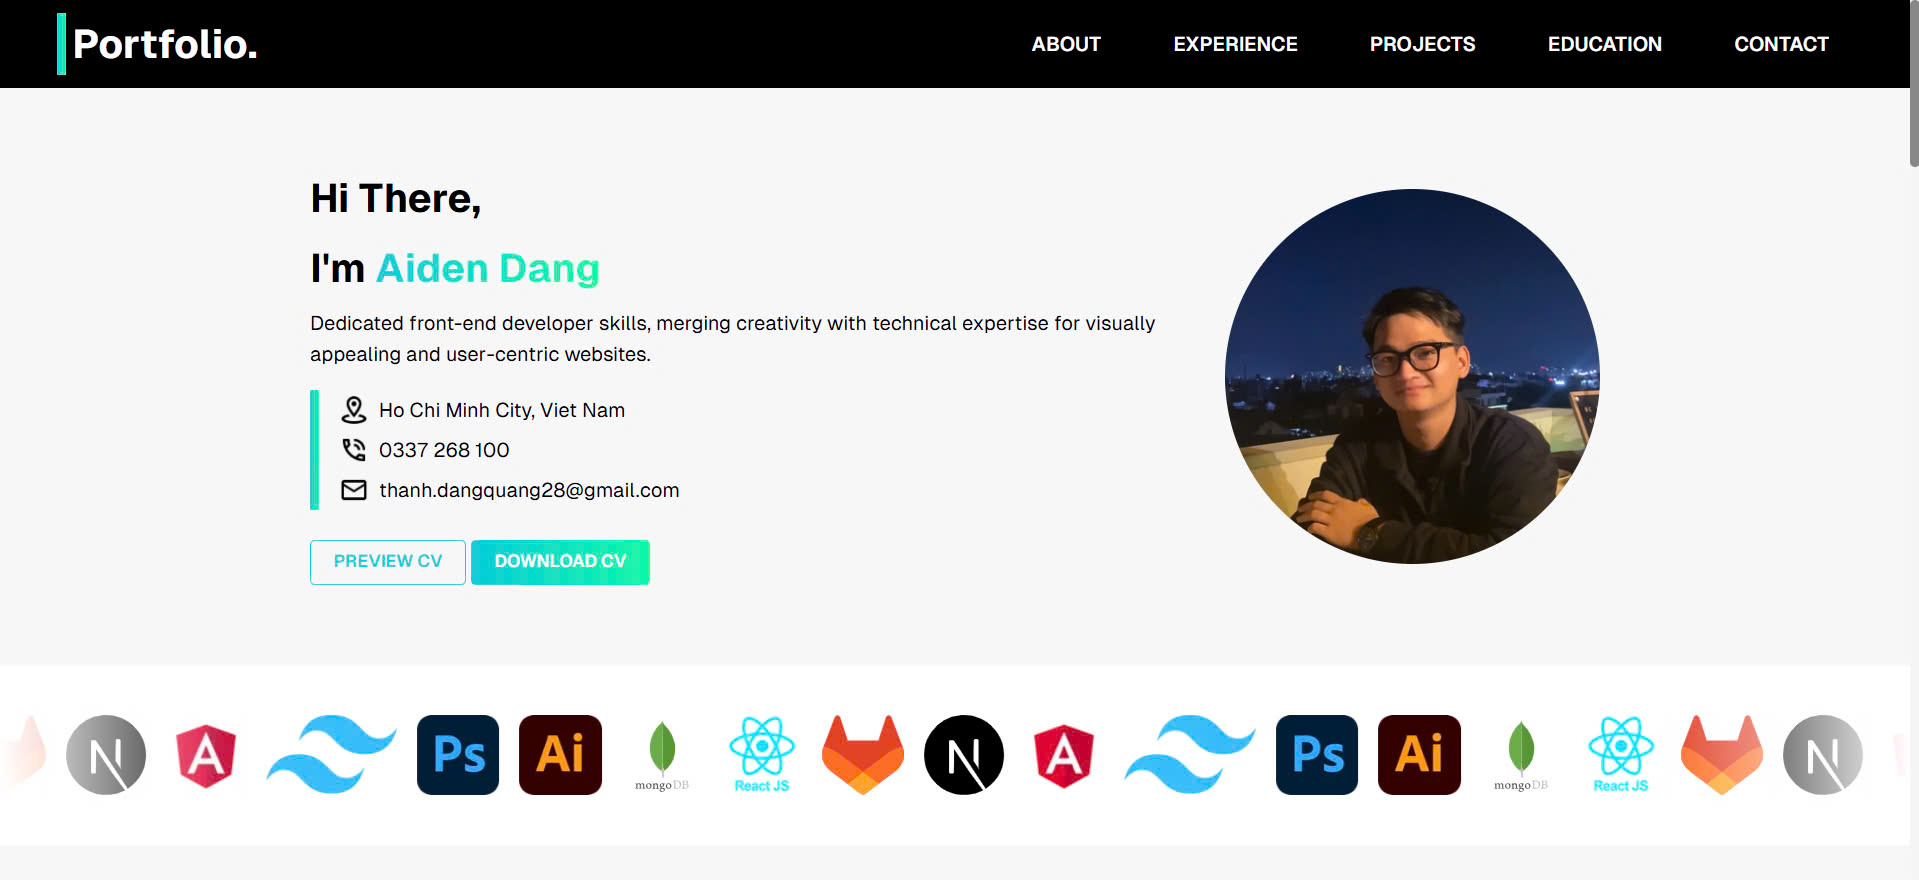 Portfolio.
ABOUT
EXPERIENCE
PROJECTS
EDUCATION
CONTACT
Hi There,
I'm Aiden Dang
Dedicated front-end developer skills, merging creativity with technical expertise for visually
appealing and user-centric websites.
Ho Chi Minh City, Viet Nam
0337 268 100
thanh.dangquang28@gmail.com
PREVIEW CV
DOWNLOAD CV
N
A
Ps
Ai
mongoDB
React JS
N
A
Ps
Ai
mongoDB
React JS
N